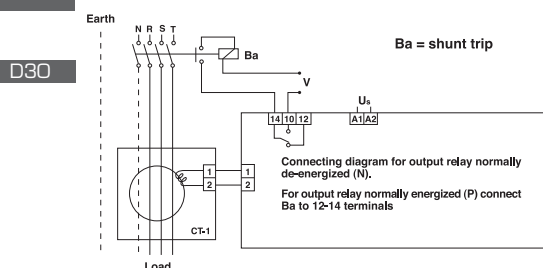 Earth
N R S T
Ba
Ba = shunt trip
D30
V
Us
14 10 12
A1 A2
1
2
1
2
Connecting diagram for output relay normally
de-energized (N).
For output relay normally energized (P) connect
Ba to 12-14 terminals
CT-1
Load